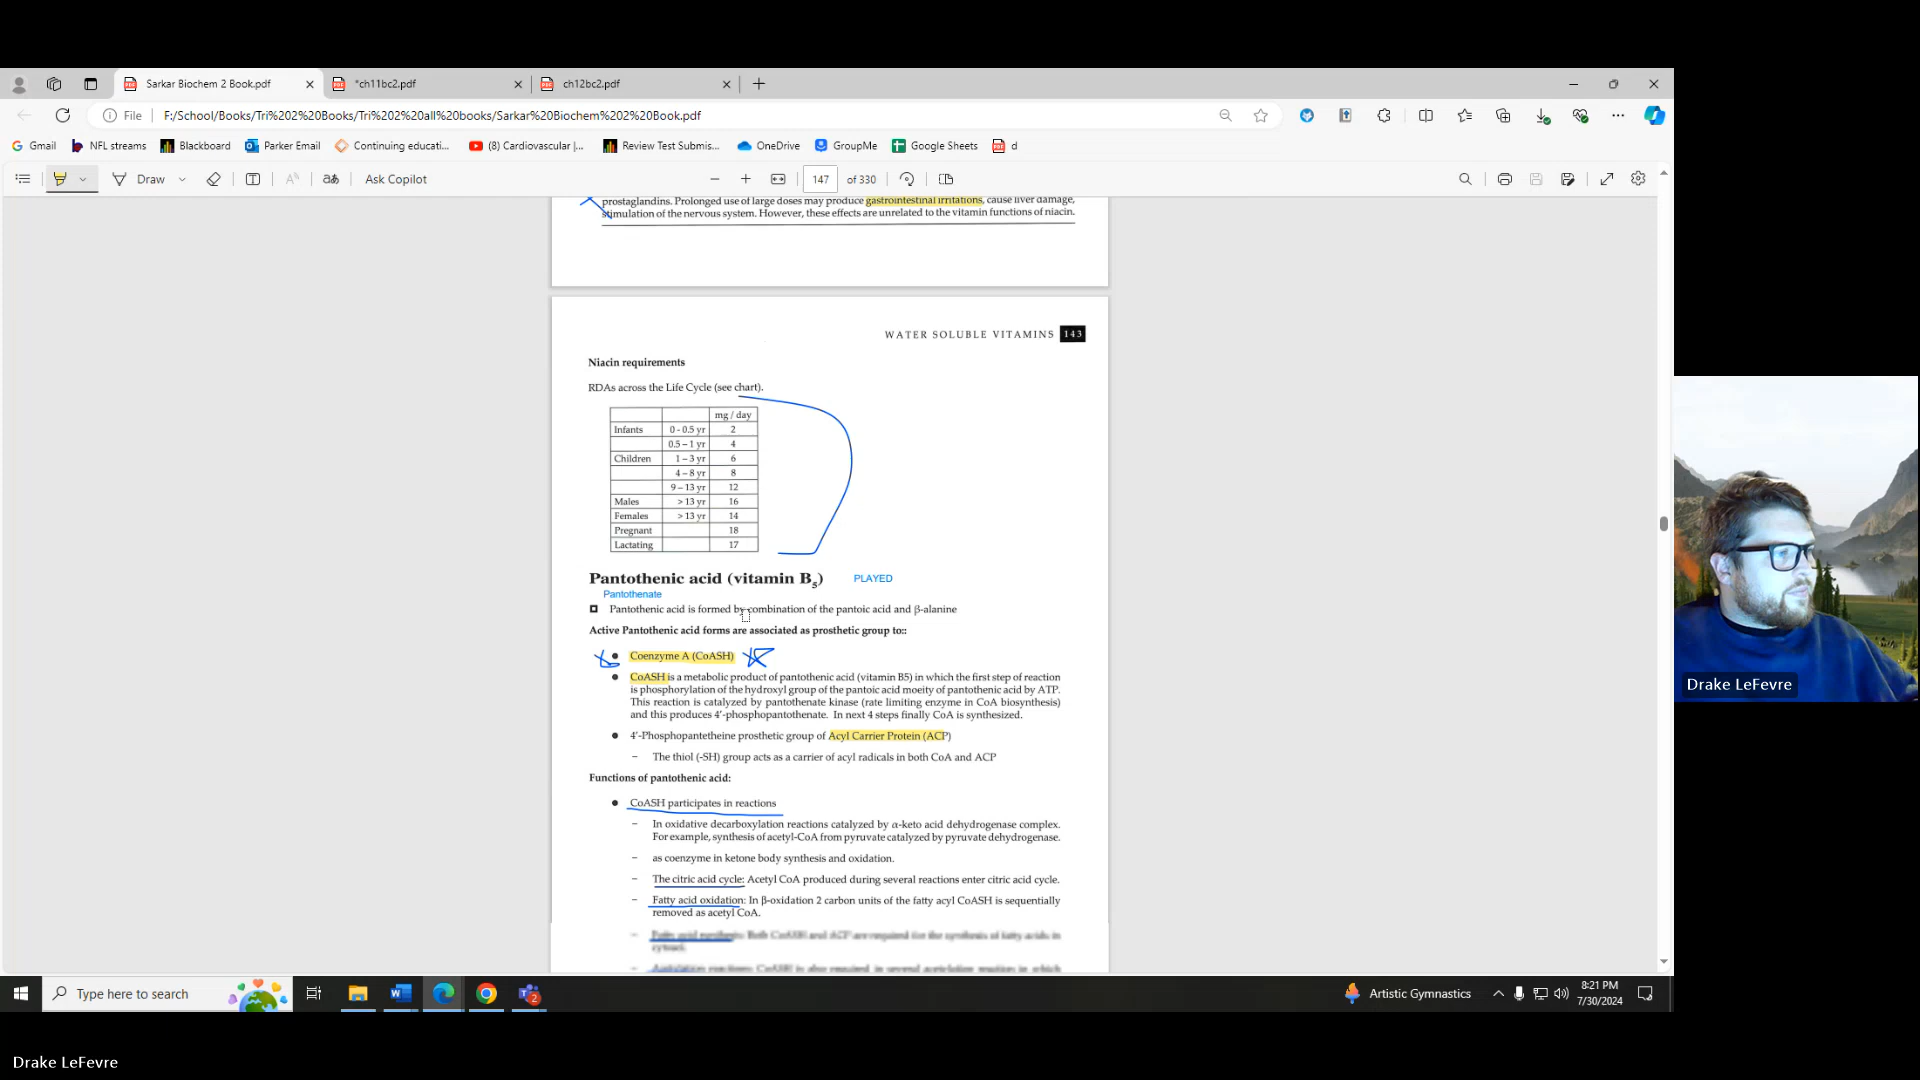 Sarkar Biochem 2 Book.pdf
*ch11bc2.pdf
ch12bc2.pdf
File
F:/School/Books/Tri%202%20Books/Tri%202%20all%20books/Sarkar%20Biochem%202%20Book.pdf
Gmail
NFL streams
Blackboard
Parker Email
Continuing educati...
(8) Cardiovascular |...
Review Test Submis...
OneDrive
GroupMe
Google Sheets
d
Draw
Ask Copilot
147 of 330
prostaglandins. Prolonged use of large doses may produce gastrointestinal irritations, cause liver damage,
stimulation of the nervous system. However, these effects are unrelated to the vitamin functions of niacin.
WATER SOLUBLE VITAMINS 143
Niacin requirements
RDAs across the Life Cycle (see chart).
mg / day
Infants 0 - 0.5 yr 2
0.5 – 1 yr 4
Children 1 – 3 yr 6
4 – 8 yr 8
9 – 13 yr 12
Males > 13 yr 16
Females > 13 yr 14
Pregnant 18
Lactating 17
Pantothenic acid (vitamin B5) PLAYED
Pantothenate
Pantothenic acid is formed by combination of the pantoic acid and β-alanine
Active Pantothenic acid forms are associated as prosthetic group to::
Coenzyme A (CoASH)
CoASH is a metabolic product of pantothenic acid (vitamin B5) in which the first step of reaction
is phosphorylation of the hydroxyl group of the pantoic acid moeity of pantothenic acid by ATP.
This reaction is catalyzed by pantothenate kinase (rate limiting enzyme in CoA biosynthesis)
and this produces 4'-phosphopantothenate. In next 4 steps finally CoA is synthesized.
4'-Phosphopantetheine prosthetic group of Acyl Carrier Protein (ACP)
– The thiol (-SH) group acts as a carrier of acyl radicals in both CoA and ACP
Functions of pantothenic acid:
CoASH participates in reactions
– In oxidative decarboxylation reactions catalyzed by α-keto acid dehydrogenase complex.
For example, synthesis of acetyl-CoA from pyruvate catalyzed by pyruvate dehydrogenase.
– as coenzyme in ketone body synthesis and oxidation.
– The citric acid cycle: Acetyl CoA produced during several reactions enter citric acid cycle.
– Fatty acid oxidation: In β-oxidation 2 carbon units of the fatty acyl CoASH is sequentially
removed as acetyl CoA.
– Fatty acid synthesis: Both CoASH and ACP are required for the synthesis of fatty acids in
cytosol.
Drake LeFevre
Type here to search
Artistic Gymnastics
8:21 PM
7/30/2024
Drake LeFevre